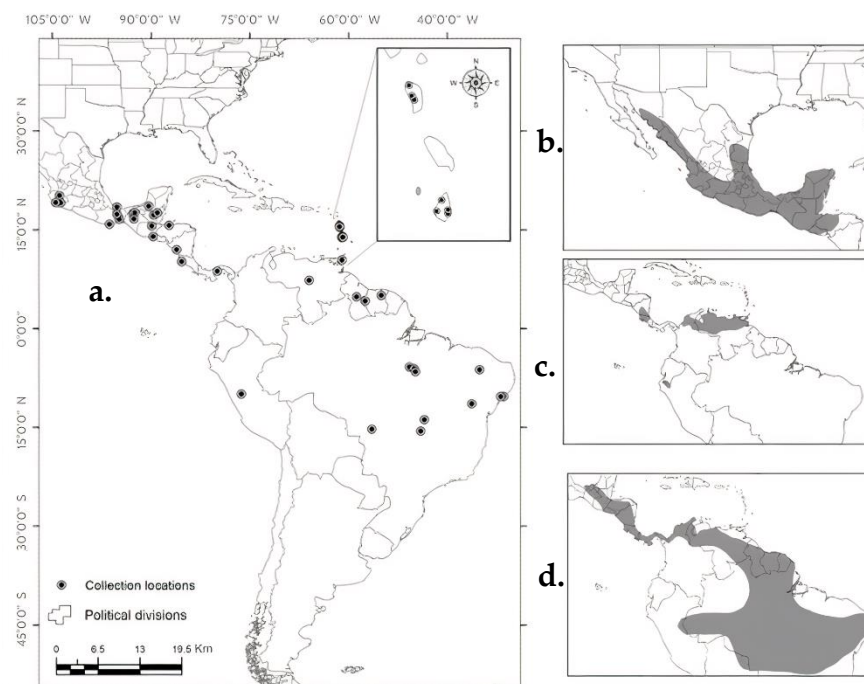 105°0'0" W 90°0'0" W 75°0'0" W 60°0'0" W 40°0'0" W
30°0'0" N
15°0'0" N
0°0'0"
15°0'0" N
30°0'0" S
45°0'0" S
N
W E
S
a.
Collection locations
Political divisions
0 6.5 13 19.5 Km
b.
c.
d.